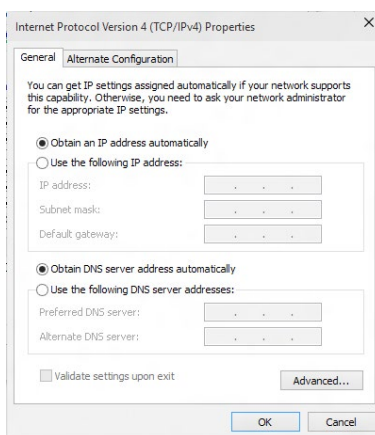 Internet Protocol Version 4 (TCP/IPv4) Properties
General
Alternate Configuration
You can get IP settings assigned automatically if your network supports
this capability. Otherwise, you need to ask your network administrator
for the appropriate IP settings.
Obtain an IP address automatically
Use the following IP address:
IP address:
Subnet mask:
Default gateway:
Obtain DNS server address automatically
Use the following DNS server addresses:
Preferred DNS server:
Alternate DNS server:
Validate settings upon exit
Advanced...
OK
Cancel